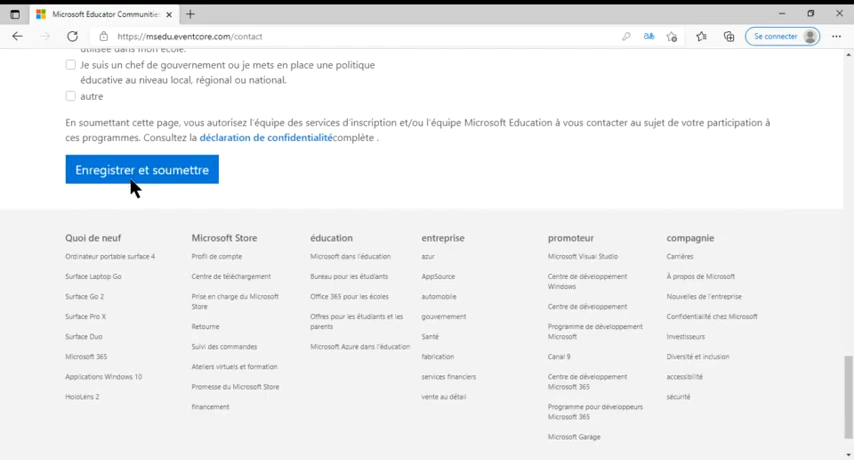 Microsoft Educator Communities
https://msedu.eventcore.com/contact
Se connecter
utilisée dans mon école.
Je suis un chef de gouvernement ou je mets en place une politique
éducative au niveau local, régional ou national.
autre
En soumettant cette page, vous autorisez l'équipe des services d'inscription et/ou l'équipe Microsoft Education à vous contacter au sujet de votre participation à
ces programmes. Consultez la déclaration de confidentialitécomplète .
Enregistrer et soumettre
Quoi de neuf
Ordinateur portable surface 4
Surface Laptop Go
Surface Go 2
Surface Pro X
Surface Duo
Microsoft 365
Applications Windows 10
HoloLens 2
Microsoft Store
Profil de compte
Centre de téléchargement
Prise en charge du Microsoft
Store
Retourne
Suivi des commandes
Ateliers virtuels et formation
Promesse du Microsoft Store
financement
éducation
Microsoft dans l'éducation
Bureau pour les étudiants
Office 365 pour les écoles
Offres pour les étudiants et les
parents
Microsoft Azure dans l'éducation
entreprise
azur
AppSource
automobile
gouvernement
Santé
fabrication
services financiers
vente au détail
promoteur
Microsoft Visual Studio
Centre de développement
Windows
Centre de développement
Programme de développement
Microsoft
Canal 9
Centre de développement
Microsoft 365
Programme pour développeurs
Microsoft 365
Microsoft Garage
compagnie
Carrières
À propos de Microsoft
Nouvelles de l'entreprise
Confidentialité chez Microsoft
Investisseurs
Diversité et inclusion
accessibilité
sécurité